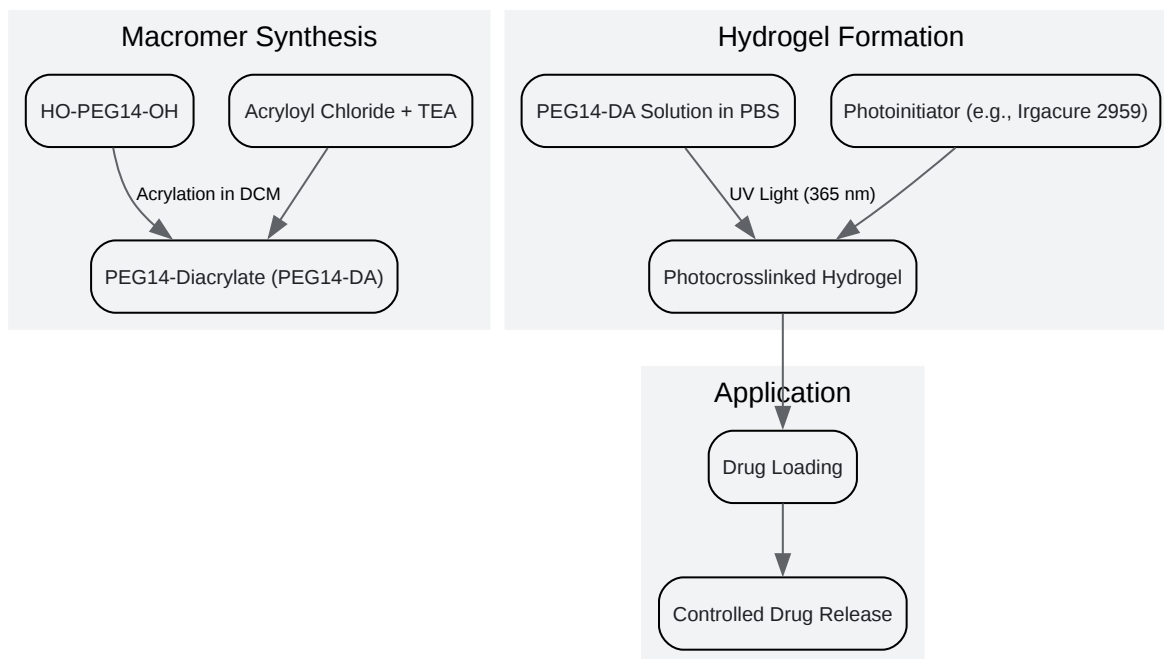 Macromer Synthesis
HO-PEG14-OH
Acryloyl Chloride + TEA
Acrylation in DCM
PEG14-Diacrylate (PEG14-DA)
Hydrogel Formation
PEG14-DA Solution in PBS
Photoinitiator (e.g., Irgacure 2959)
UV Light (365 nm)
Photocrosslinked Hydrogel
Application
Drug Loading
Controlled Drug Release